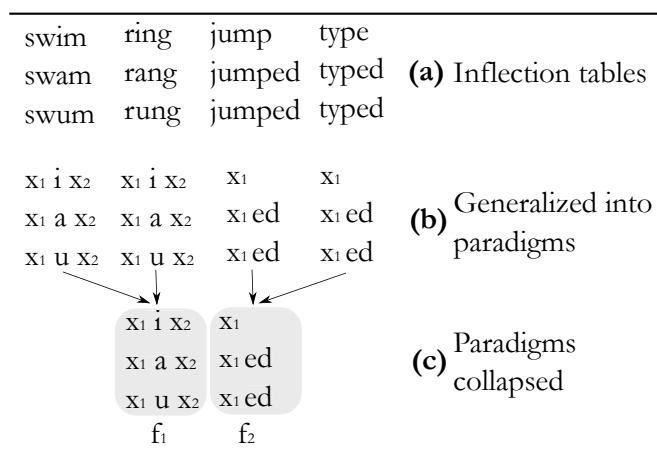 swim ring jump type
swam rang jumped typed (a) Inflection tables
swum rung jumped typed
x₁ i x₂ x₁ i x₂ x₁ x₁
x₁ a x₂ x₁ a x₂ x₁ ed x₁ ed (b) Generalized into
x₁ u x₂ x₁ u x₂ x₁ ed x₁ ed paradigms
x₁ i x₂ x₁
x₁ a x₂ x₁ ed (c) Paradigms
x₁ u x₂ x₁ ed collapsed
f₁ f₂